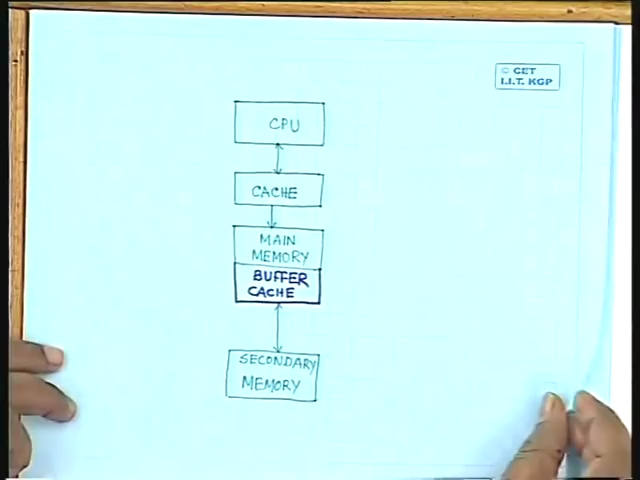 © CET
I.I.T. KGP
CPU
CACHE
MAIN
MEMORY
BUFFER
CACHE
SECONDARY
MEMORY